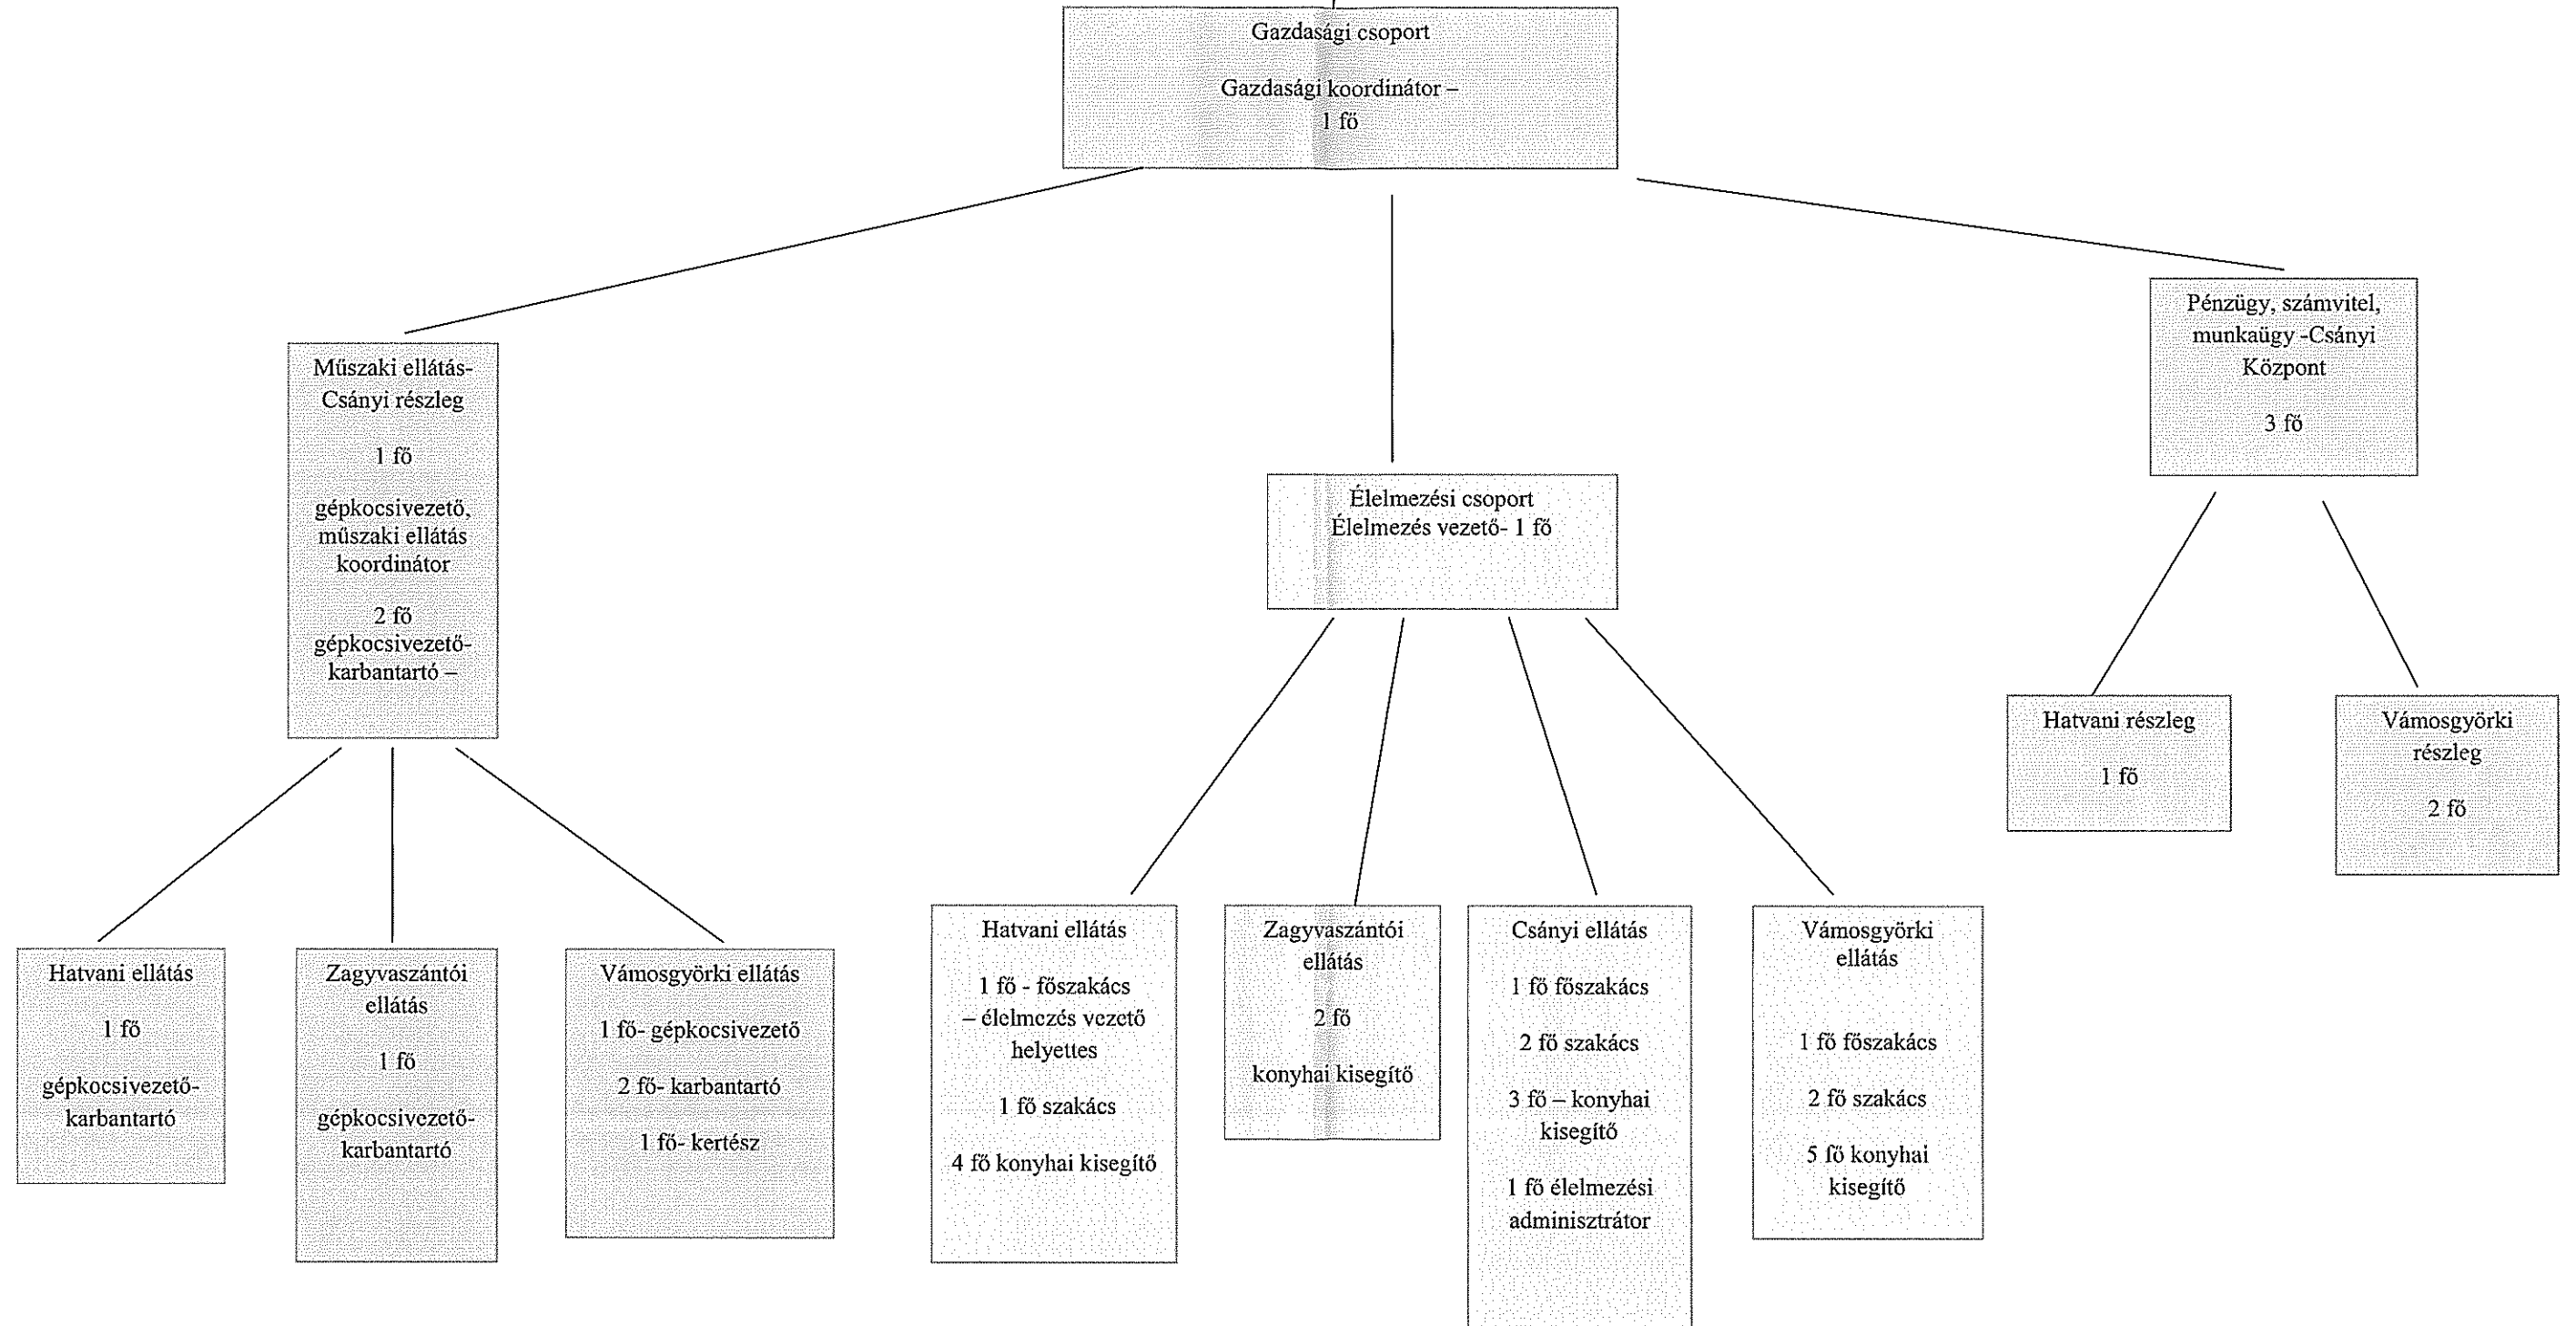 Gazdasági csoport
Gazdasági koordinátor –
1 fő
Műszaki ellátás-
Csányi részleg
1 fő
gépkocsivezető,
műszaki ellátás
koordinátor
2 fő
gépkocsivezető-
karbantartó –
Élelmezési csoport
Élelmezés vezető- 1 fő
Pénzügy, számvitel,
munkaügy -Csányi
Központ
3 fő
Hatvani ellátás
1 fő
gépkocsivezető-
karbantartó
Zagyvaszántói
ellátás
1 fő
gépkocsivezető-
karbantartó
Vámosgyörki ellátás
1 fő- gépkocsivezető
2 fő- karbantartó
1 fő- kertész
Hatvani ellátás
1 fő - főszakács
– élelmezés vezető
helyettes
1 fő szakács
4 fő konyhai kisegítő
Zagyvaszántói
ellátás
2 fő
konyhai kisegítő
Csányi ellátás
1 fő főszakács
2 fő szakács
3 fő – konyhai
kisegítő
1 fő élelmezési
adminisztrátor
Vámosgyörki
ellátás
1 fő főszakács
2 fő szakács
5 fő konyhai
kisegítő
Hatvani részleg
1 fő
Vámosgyörki
részleg
2 fő